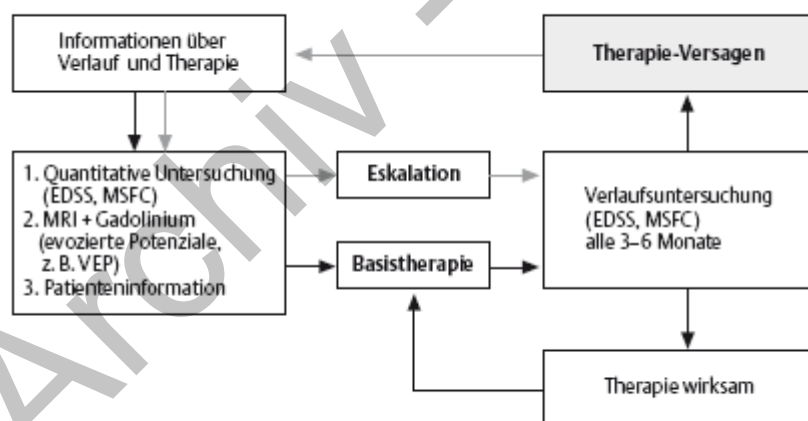 Informationen über
Verlauf und Therapie
Therapie-Versagen
1. Quantitative Untersuchung
(EDSS, MSFC)
2. MRI + Gadolinium
(evozierte Potenziale,
z. B. VEP)
3. Patienteninformation
Eskalation
Basistherapie
Verlaufsuntersuchung
(EDSS, MSFC)
alle 3–6 Monate
Therapie wirksam
Archiv -